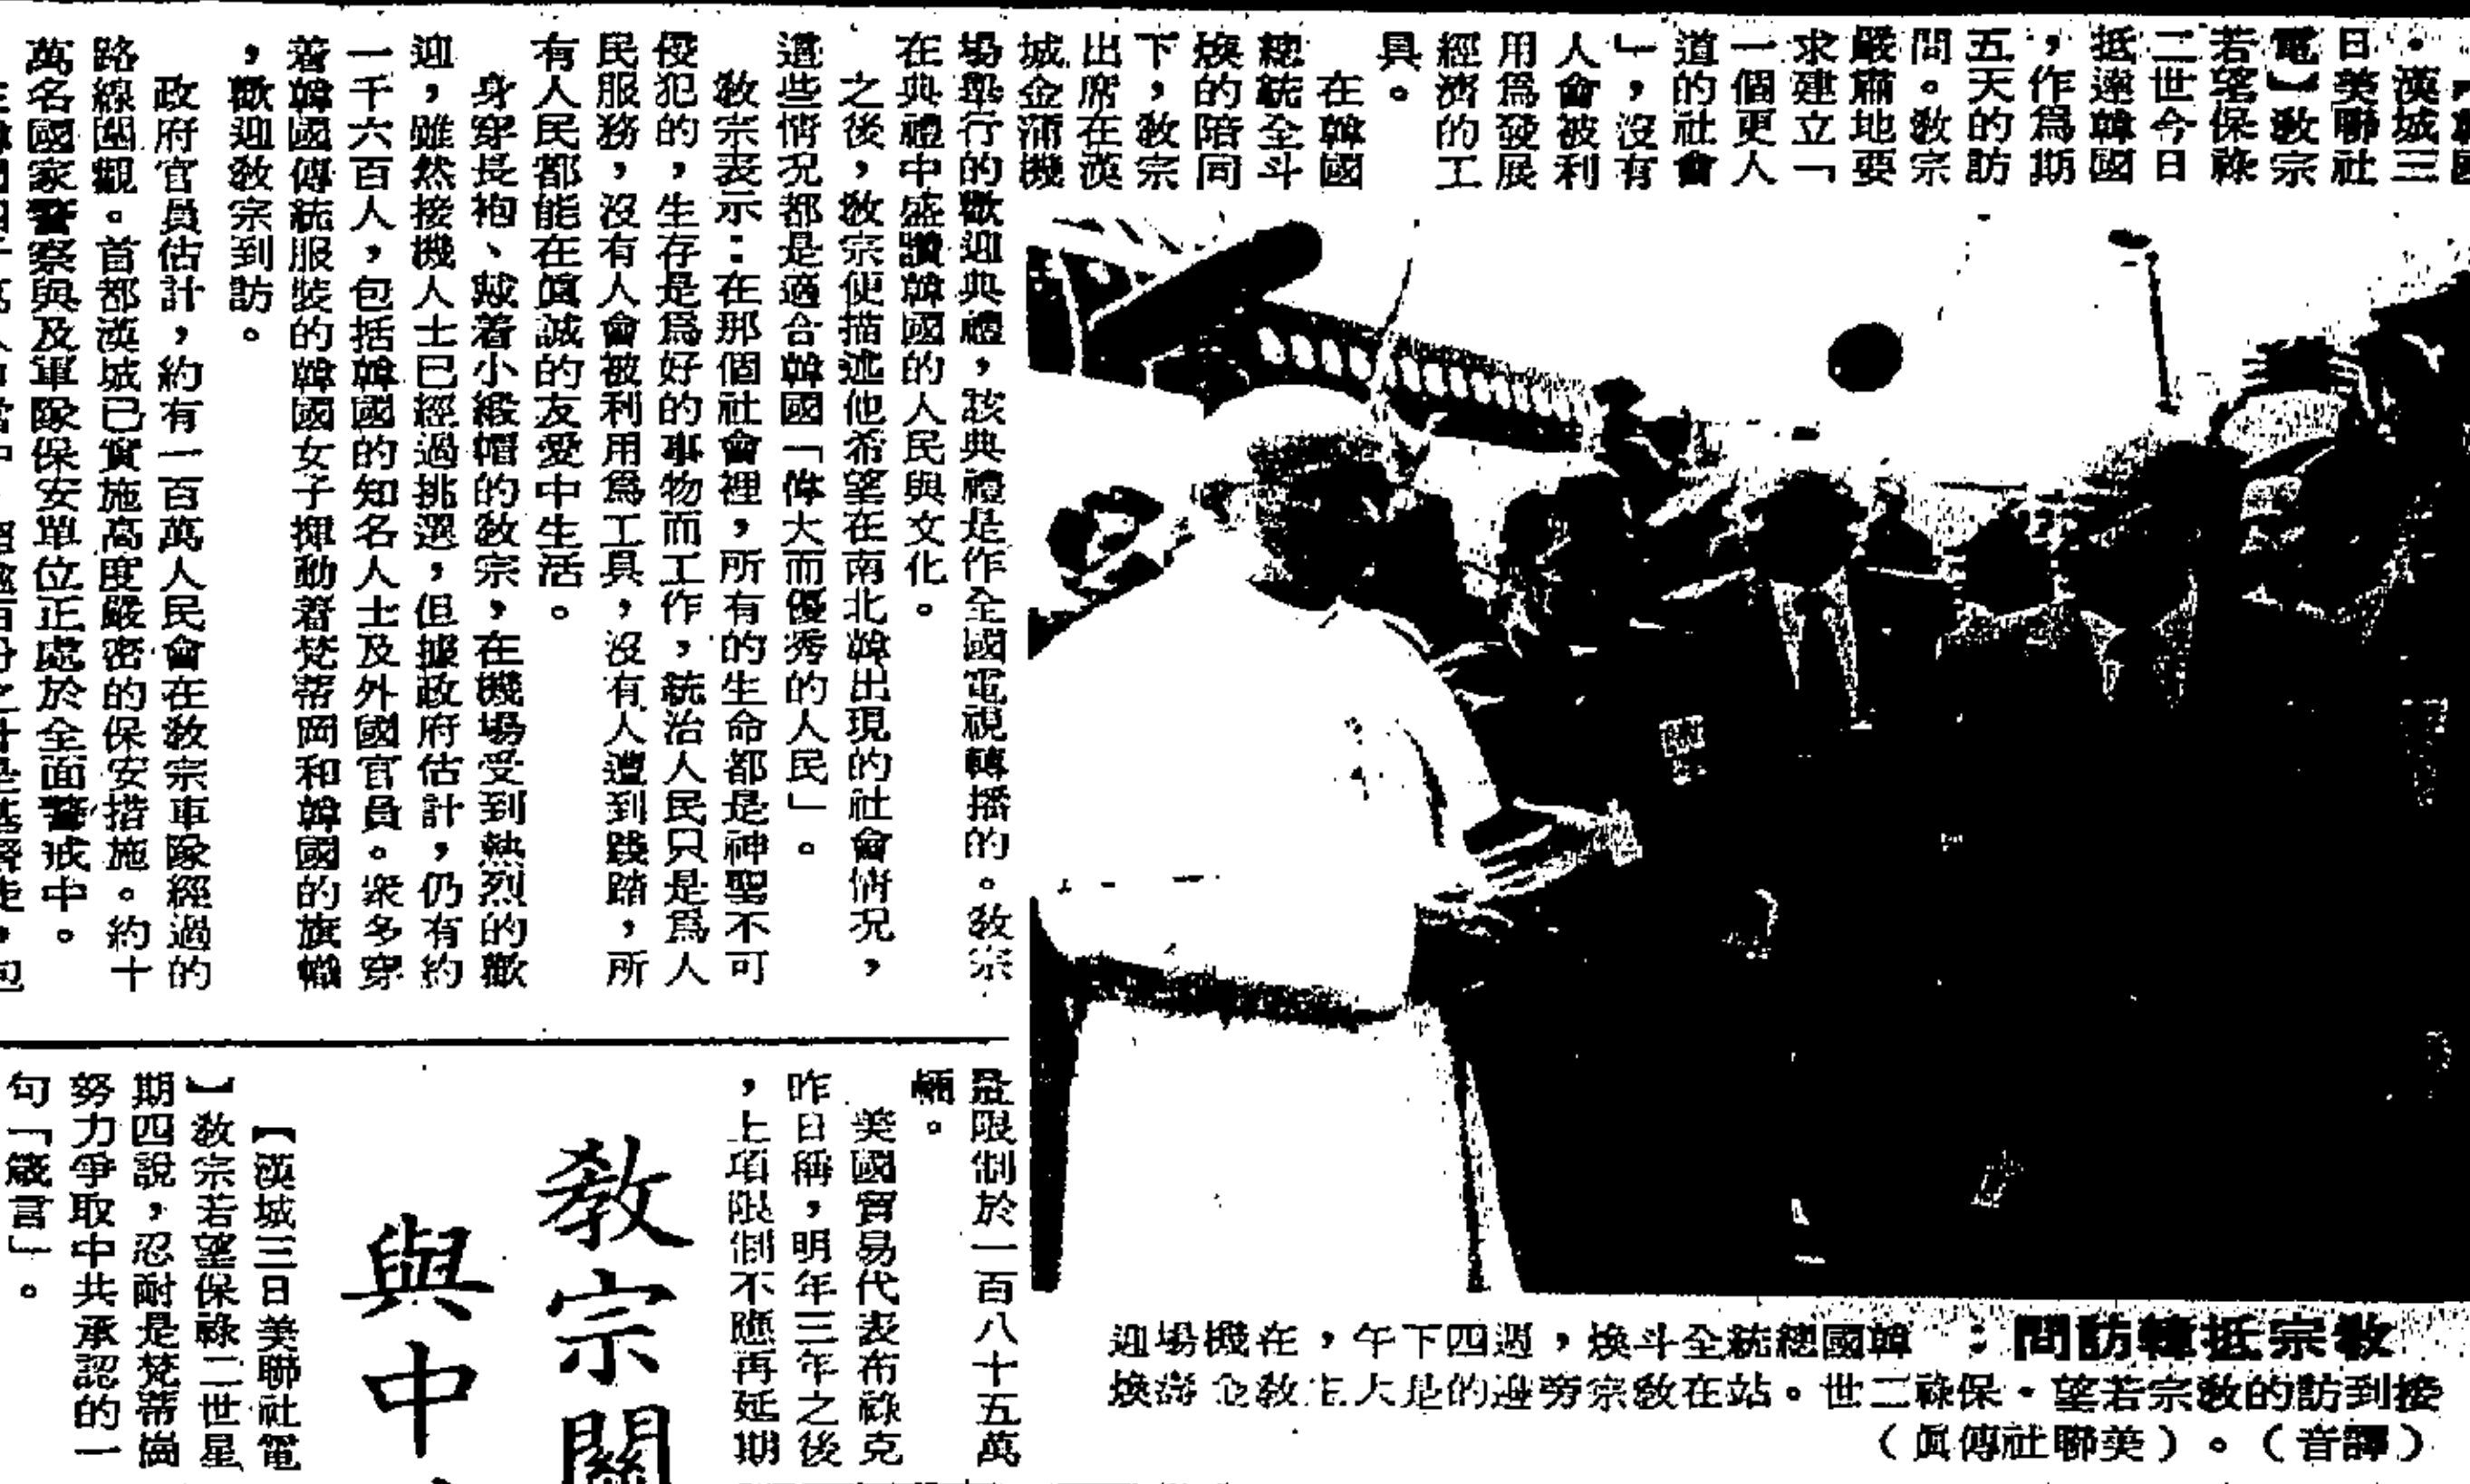 ・漢城三
日美聯社
電】教宗
若望保祿
二世今日
抵達韓國
，作爲期
五天的訪
問。教宗
嚴肅地要
求建立「
一個更人
道的社會
」，沒有
人會被利
用爲發展
經濟的工
具。
在韓國
總統全斗
煥的陪同
下，教宗
出席在漢
城金浦機
場舉行的歡迎典禮，該典禮是作全國電視轉播的。教宗
在典禮中盛讚韓國的人民與文化。
之後，教宗便描述他希望在南北韓出現的社會情況，
這些情况都是適合韓國「偉大而優秀的人民」。
教宗表示：在那個社會裡，所有的生命都是神聖不可
侵犯的，生存是爲好的事物而工作，統治人民只是爲人
民服務，沒有人會被利用爲工具，沒有人遭到踐踏，所
有人民都能在眞誠的友愛中生活。
身穿長袍、戴着小緞帽的教宗，在機場受到熱烈的歡
迎，雖然接機人士已經過挑選，但據政府估計，仍有約
一千六百人，包括韓國的知名人士及外國官員。衆多穿
着韓國傳統服裝的韓國女子揮動着梵蒂岡和韓國的旗幟
，歡迎教宗到訪。
政府官員估計，約有一百萬人民會在教宗車隊經過的
路線圍觀。首都漢城已實施高度嚴密的保安措施。約十
萬名國家警察與及軍隊保安單位正處於全面警戒中。
教宗抵韓訪問：韓國總統全斗煥，週四下午，在機場迎
接到訪的教宗若望・保祿二世。站在教宗旁邊的是大主教
（譯音）。（美聯社傳眞）
限制於一百八十五萬
輛。
美國貿易代表布祿克
昨日稱，明年三年之後
，上項限制不應再延期
教宗關
與中
【漢城三日美聯社電
】教宗若望保祿二世星
期四說，忍耐是梵蒂崗
努力爭取中共承認的一
句「箴言」。